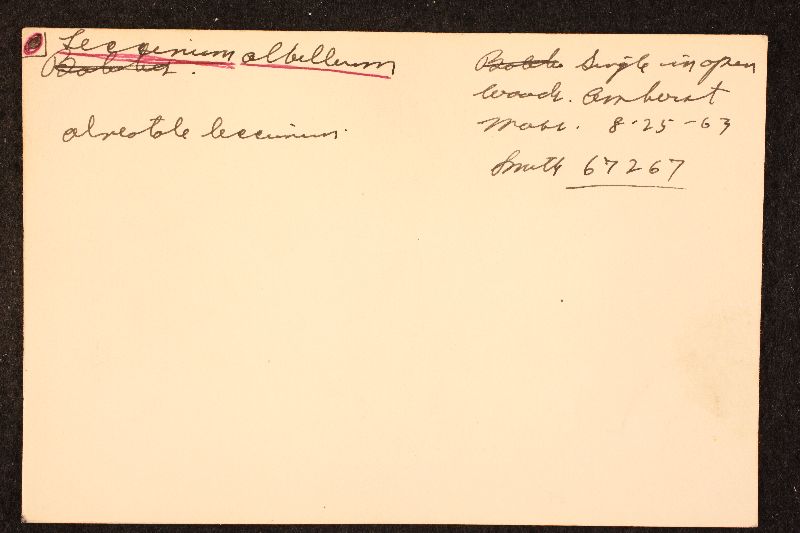 Leccinum albellum
Boletus.
alveolate leccinum.
Single in open
woods. Amherst
Mass. 8-25-63
Smith 67267